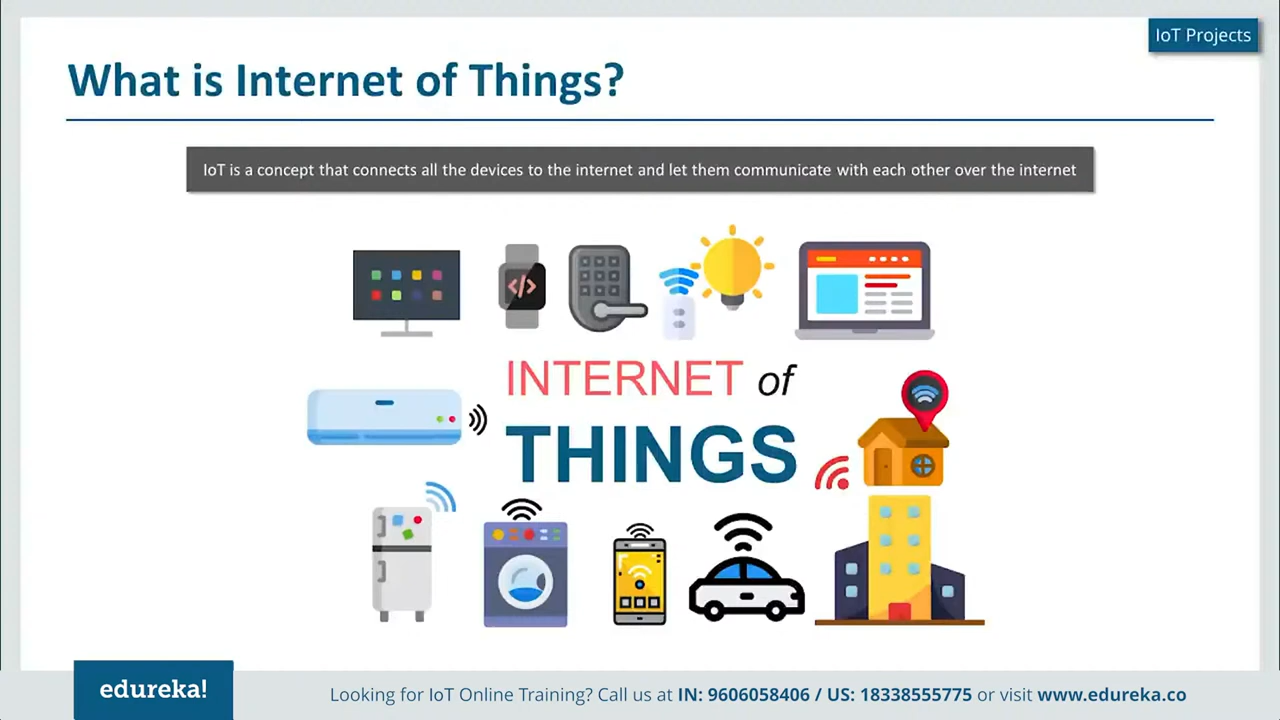 IoT Projects
What is Internet of Things?
IoT is a concept that connects all the devices to the internet and let them communicate with each other over the internet
</>
INTERNET of
THINGS
edureka!
Looking for IoT Online Training? Call us at IN: 9606058406 / US: 18338555775 or visit www.edureka.co